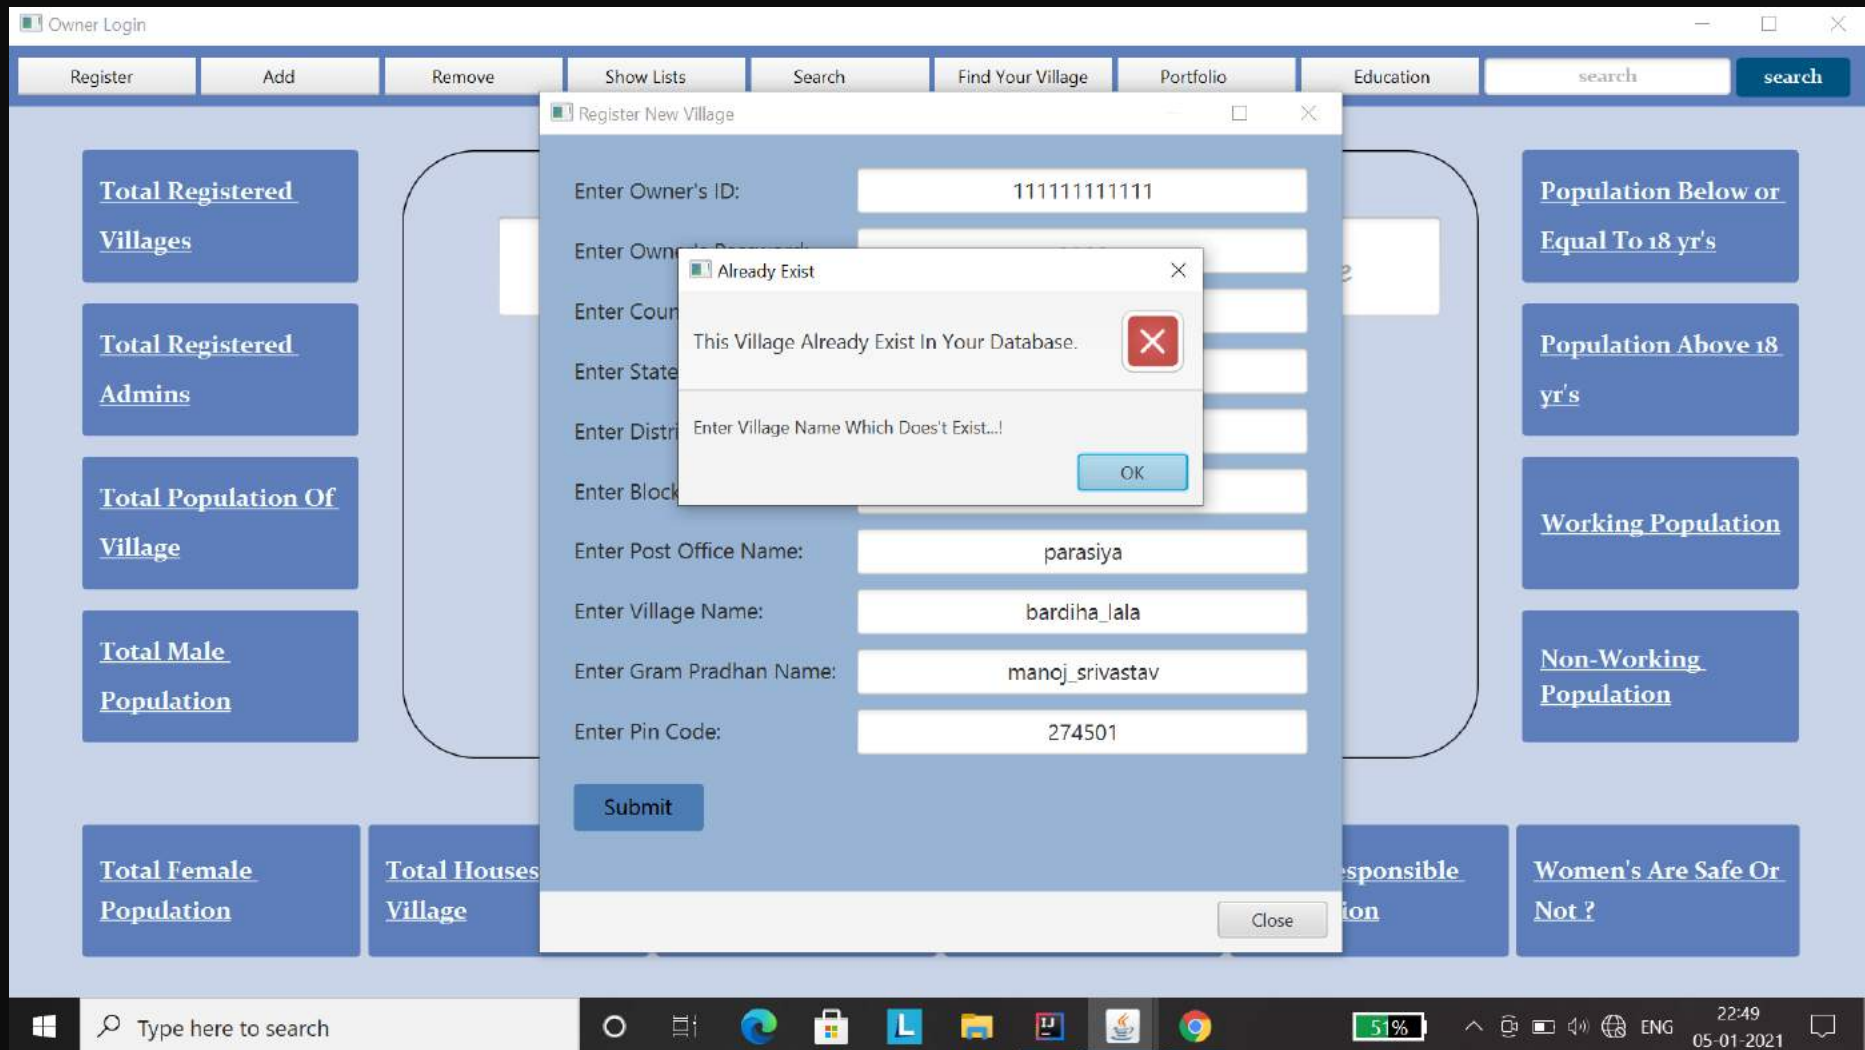 Owner Login
Register Add Remove Show Lists Search Find Your Village Portfolio Education search search
Register New Village
Total Registered
Villages
Total Registered
Admins
Total Population Of
Village
Total Male
Population
Enter Owner's ID: 111111111111
Enter
Enter
Enter State
Enter
Enter Block
Enter Post Office Name: parasiya
Enter Village Name: bardiha_lala
Enter Gram Pradhan Name: manoj_srivastav
Enter Pin Code: 274501
Submit
Close
Already Exist
This Village Already Exist In Your Database.
Enter Village Name Which Does't Exist...!
OK
Population Below or
Equal To 18 yr's
Population Above 18
yr's
Working Population
Non-Working
Population
Total Female
Population
Total Houses
Village
Women's Are Safe Or
Not ?
Type here to search
51%
ENG
22:49
05-01-2021